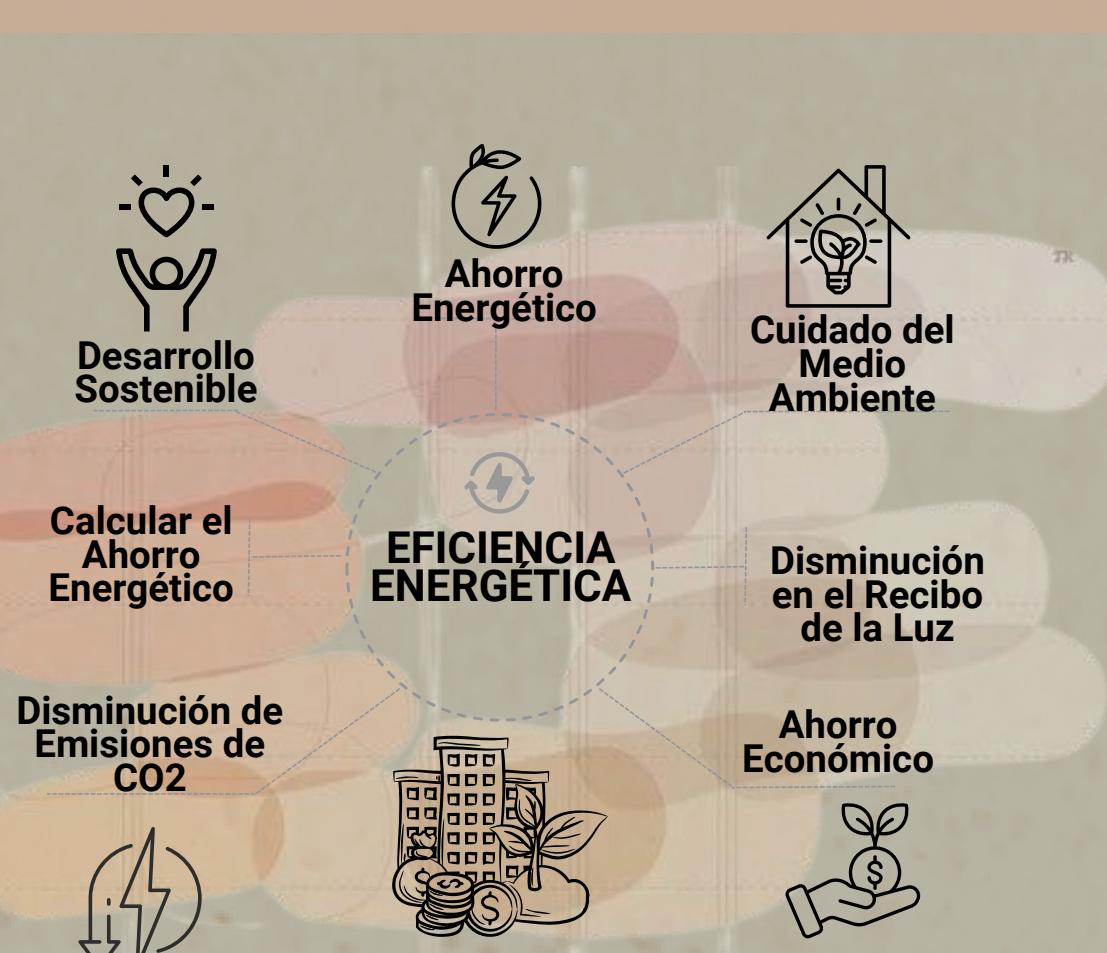 Ahorro
Energético
Desarrollo
Sostenible
Cuidado del
Medio
Ambiente
Calcular el
Ahorro
Energético
EFICIENCIA
ENERGÉTICA
Disminución
en el Recibo
de la Luz
Disminución de
Emisiones de
CO2
Ahorro
Económico